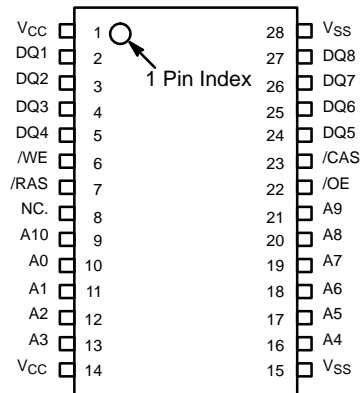 VCC 1 28 VSS
DQ1 2 27 DQ8
1 Pin Index
DQ2 3 26 DQ7
DQ3 4 25 DQ6
DQ4 5 24 DQ5
/WE 6 23 /CAS
/RAS 7 22 /OE
NC. 8 21 A9
A10 9 20 A8
A0 10 19 A7
A1 11 18 A6
A2 12 17 A5
A3 13 16 A4
VCC 14 15 VSS